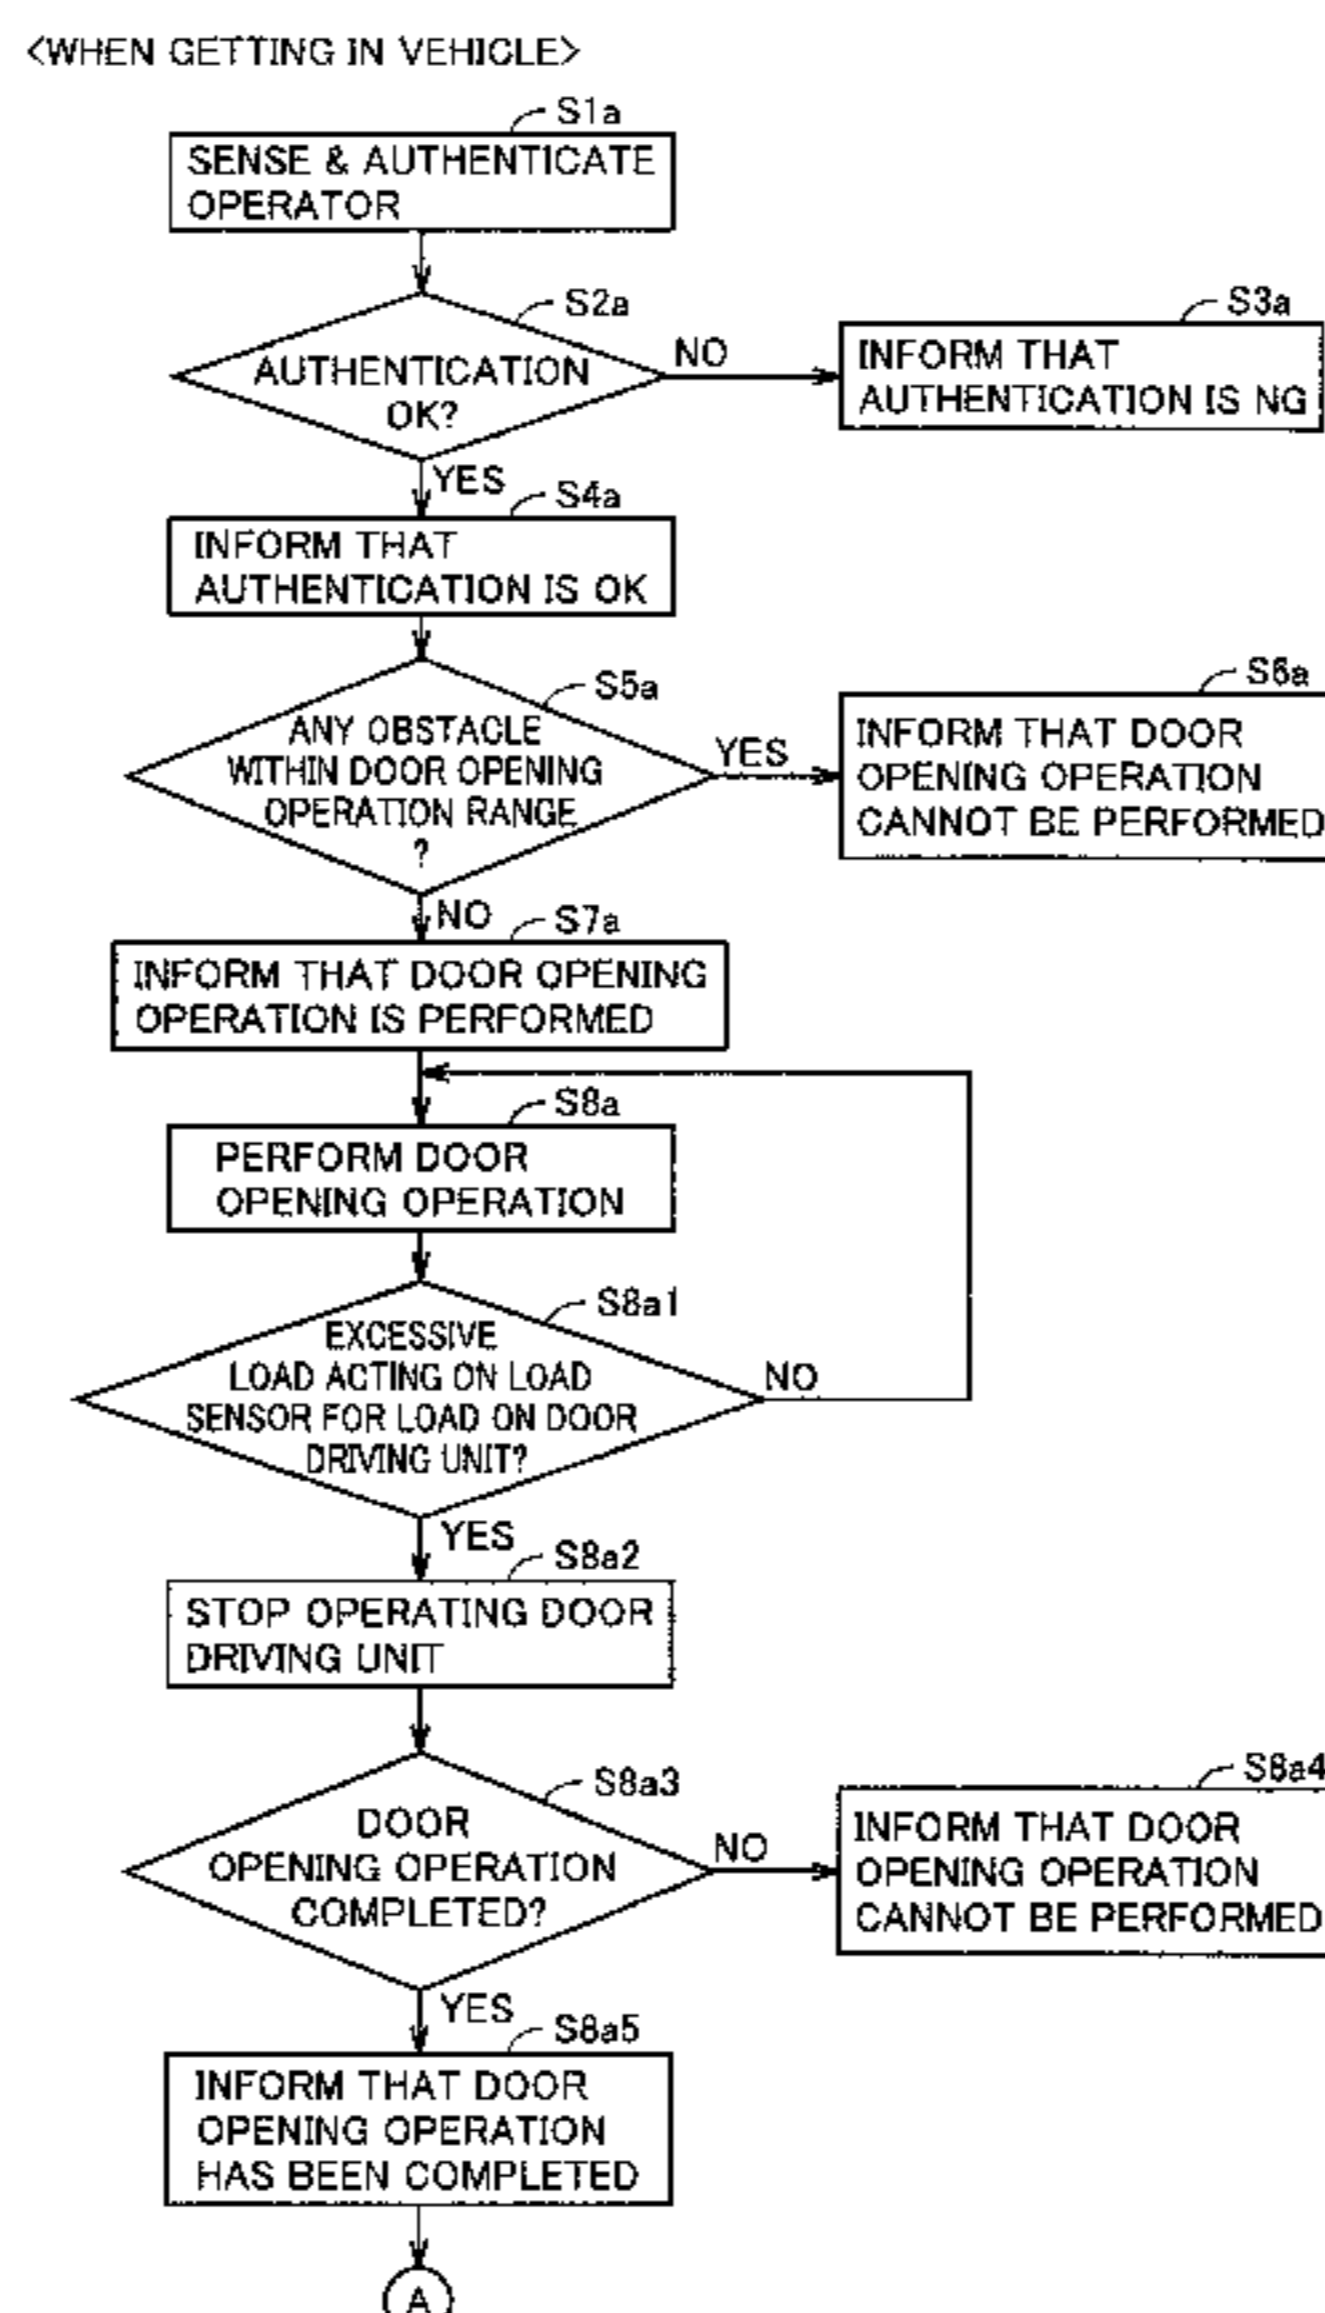 <WHEN GETTING IN VEHICLE>
S1a
SENSE & AUTHENTICATE
OPERATOR
S2a
AUTHENTICATION
OK?
NO
S3a
INFORM THAT
AUTHENTICATION IS NG
YES
S4a
INFORM THAT
AUTHENTICATION IS OK
S5a
ANY OBSTACLE
WITHIN DOOR OPENING
OPERATION RANGE
?
YES
S6a
INFORM THAT DOOR
OPENING OPERATION
CANNOT BE PERFORMED
NO
S7a
INFORM THAT DOOR OPENING
OPERATION IS PERFORMED
S8a
PERFORM DOOR
OPENING OPERATION
S8a1
EXCESSIVE
LOAD ACTING ON LOAD
SENSOR FOR LOAD ON DOOR
DRIVING UNIT?
NO
YES
S8a2
STOP OPERATING DOOR
DRIVING UNIT
S8a3
DOOR
OPENING OPERATION
COMPLETED?
NO
S8a4
INFORM THAT DOOR
OPENING OPERATION
CANNOT BE PERFORMED
YES
S8a5
INFORM THAT DOOR
OPENING OPERATION
HAS BEEN COMPLETED
A